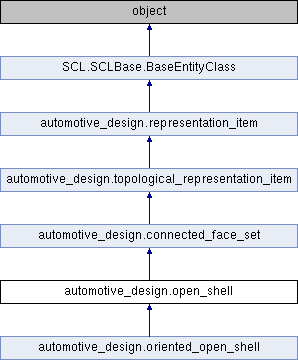 object
SCL.SCLBase.BaseEntityClass
automotive_design.representation_item
automotive_design.topological_representation_item
automotive_design.connected_face_set
automotive_design.open_shell
automotive_design.oriented_open_shell